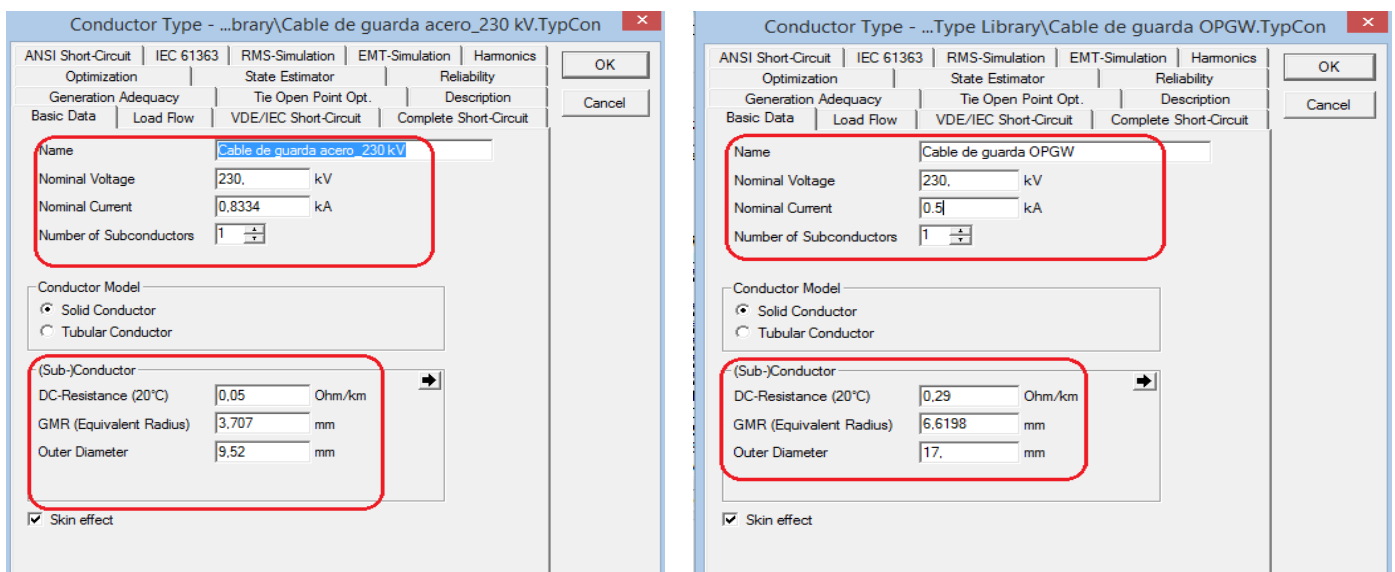 Conductor Type - ...brary\Cable de guarda acero_230 kV.TypCon
ANSI Short-Circuit IEC 61363 RMS-Simulation EMT-Simulation Harmonics
Optimization State Estimator Reliability
Generation Adequacy Tie Open Point Opt. Description
Basic Data Load Flow VDE/IEC Short-Circuit Complete Short-Circuit
OK
Cancel
Name Cable de guarda acero_230 kV
Nominal Voltage 230, kV
Nominal Current 0,8334 kA
Number of Subconductors 1
Conductor Model
Solid Conductor
Tubular Conductor
(Sub-)Conductor
DC-Resistance (20°C) 0,05 Ohm/km
GMR (Equivalent Radius) 3,707 mm
Outer Diameter 9,52 mm
Skin effect
Conductor Type - ...Type Library\Cable de guarda OPGW.TypCon
ANSI Short-Circuit IEC 61363 RMS-Simulation EMT-Simulation Harmonics
Optimization State Estimator Reliability
Generation Adequacy Tie Open Point Opt. Description
Basic Data Load Flow VDE/IEC Short-Circuit Complete Short-Circuit
OK
Cancel
Name Cable de guarda OPGW
Nominal Voltage 230, kV
Nominal Current 0.5 kA
Number of Subconductors 1
Conductor Model
Solid Conductor
Tubular Conductor
(Sub-)Conductor
DC-Resistance (20°C) 0,29 Ohm/km
GMR (Equivalent Radius) 6,6198 mm
Outer Diameter 17, mm
Skin effect